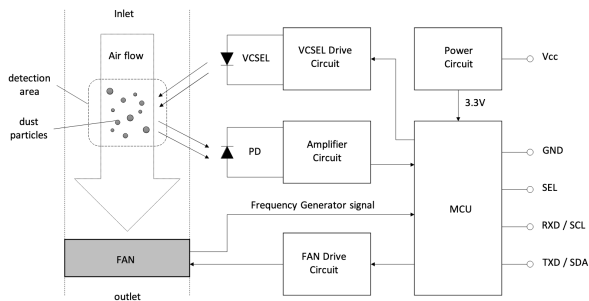 Inlet
Air flow
detection
area
dust
particles
VCSEL
VCSEL Drive
Circuit
Power
Circuit
Vcc
3.3V
PD
Amplifier
Circuit
MCU
GND
SEL
RXD / SCL
TXD / SDA
Frequency Generator signal
FAN
FAN Drive
Circuit
outlet